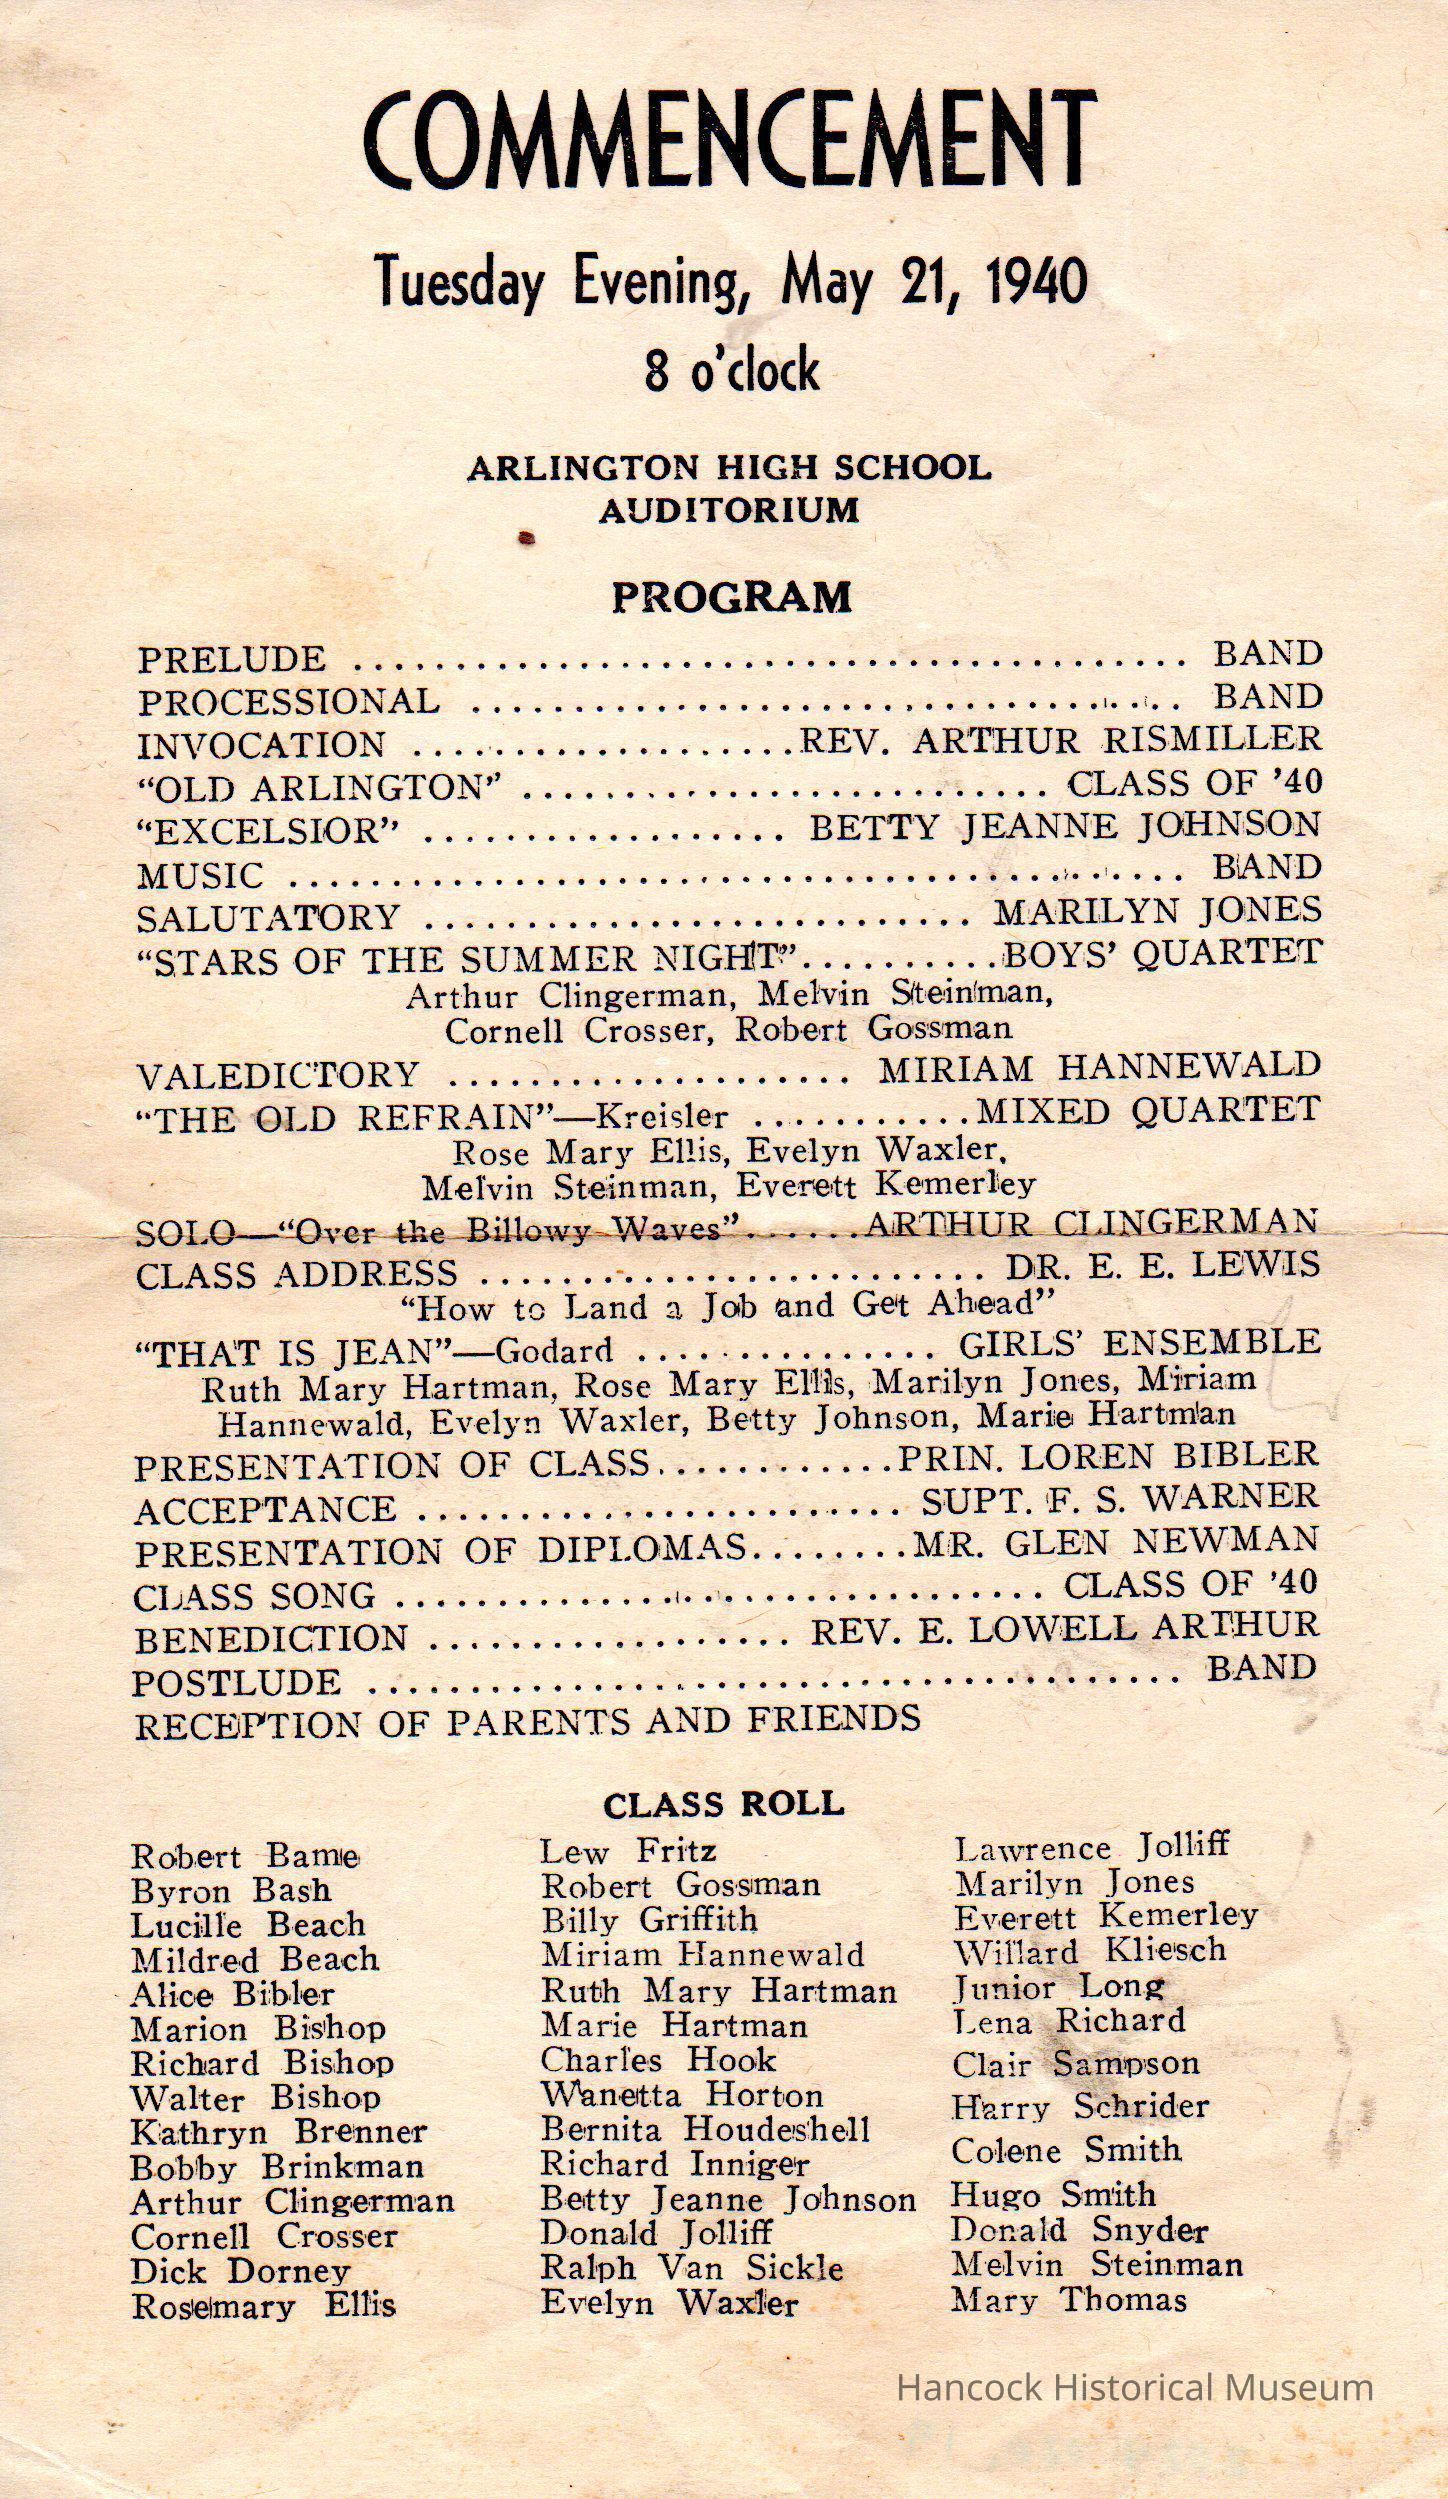 COMMENCEMENT
Tuesday Evening, May 21, 1940
8 o'clock
ARLINGTON HIGH SCHOOL
AUDITORIUM
PROGRAM
PRELUDE ........................................ BAND
PROCESSIONAL ................................... BAND
INVOCATION ...................REV. ARTHUR RISMILLER
"OLD ARLINGTON" .......................... CLASS OF '40
"EXCELSIOR" .................. BETTY JEANNE JOHNSON
MUSIC ............................................ BAND
SALUTATORY ........................... MARILYN JONES
"STARS OF THE SUMMER NIGHT"..........BOYS' QUARTET
Arthur Clingerman, Melvin Steinman,
Cornell Crosser, Robert Gossman
VALEDICTORY .................... MIRIAM HANNEWALD
"THE OLD REFRAIN"—Kreisler ...........MIXED QUARTET
Rose Mary Ellis, Evelyn Waxler,
Melvin Steinman, Everett Kemerley
SOLO—"Over the Billowy Waves"......ARTHUR CLINGERMAN
CLASS ADDRESS ......................... DR. E. E. LEWIS
"How to Land a Job and Get Ahead"
"THAT IS JEAN"—Godard ............... GIRLS' ENSEMBLE
Ruth Mary Hartman, Rose Mary Ellis, Marilyn Jones, Miriam
Hannewald, Evelyn Waxler, Betty Johnson, Marie Hartman
PRESENTATION OF CLASS............PRIN. LOREN BIBLER
ACCEPTANCE ........................ SUPT. F. S. WARNER
PRESENTATION OF DIPLOMAS........MR. GLEN NEWMAN
CLASS SONG ................................ CLASS OF '40
BENEDICTION .................. REV. E. LOWELL ARTHUR
POSTLUDE ........................................ BAND
RECEPTION OF PARENTS AND FRIENDS
CLASS ROLL
Robert Bame
Byron Bash
Lucille Beach
Mildred Beach
Alice Bibler
Marion Bishop
Richard Bishop
Walter Bishop
Kathryn Brenner
Bobby Brinkman
Arthur Clingerman
Cornell Crosser
Dick Dorney
Rosemary Ellis
Lew Fritz
Robert Gossman
Billy Griffith
Miriam Hannewald
Ruth Mary Hartman
Marie Hartman
Charles Hook
Wanetta Horton
Bernita Houdeshell
Richard Inniger
Betty Jeanne Johnson
Donald Jolliff
Ralph Van Sickle
Evelyn Waxler
Lawrence Jolliff
Marilyn Jones
Everett Kemerley
Willard Kliesch
Junior Long
Lena Richard
Clair Sampson
Harry Schrider
Colene Smith
Hugo Smith
Donald Snyder
Melvin Steinman
Mary Thomas
Hancock Historical Museum